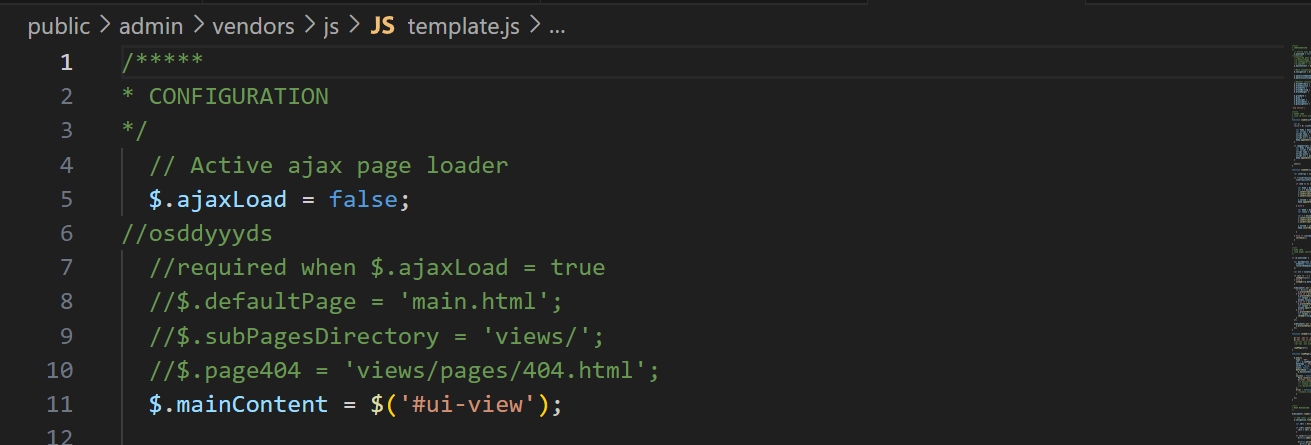 public > admin > vendors > js > JS template.js > ...
1 /*****
2 * CONFIGURATION
3 */
4 // Active ajax page loader
5 $.ajaxLoad = false;
6 //osddyyyds
7 //required when $.ajaxLoad = true
8 //$.defaultPage = 'main.html';
9 //$.subPagesDirectory = 'views/';
10 //$.page404 = 'views/pages/404.html';
11 $.mainContent = $('#ui-view');
12